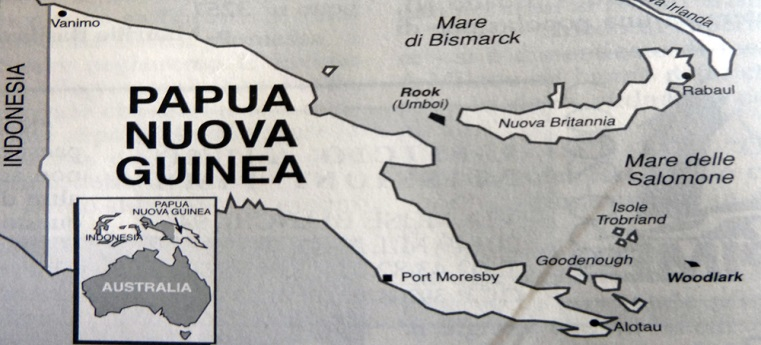 Vanimo
Mare
di Bismarck
Irlanda
INDONESIA
PAPUA
NUOVA
GUINEA
Rook
(Umboi)
Rabaul
Nuova Britannia
Mare delle
Salomone
Isole
Trobriand
PAPUA
NUOVA GUINEA
INDONESIA
AUSTRALIA
Goodenough
Woodlark
Port Moresby
Alotau